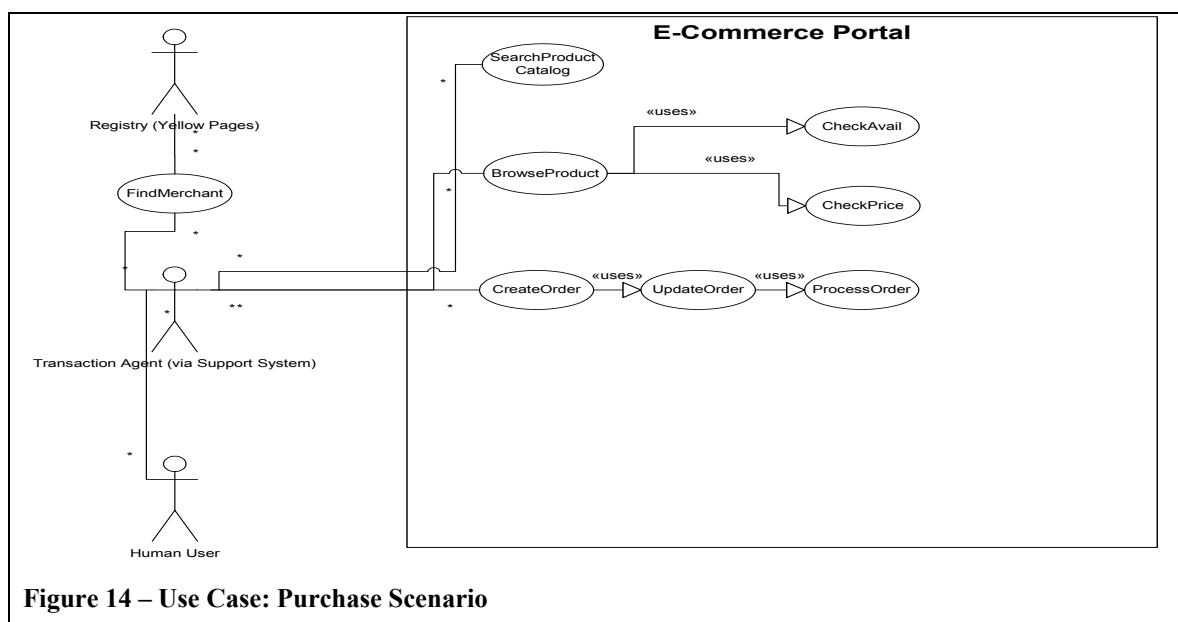 E-Commerce Portal
SearchProduct
Catalog
*
Registry (Yellow Pages)
«uses»
CheckAvail
*
*
«uses»
BrowseProduct
FindMerchant
*
CheckPrice
*
*
*
«uses»
«uses»
CreateOrder
UpdateOrder
ProcessOrder
*
**
*
Transaction Agent (via Support System)
*
Human User
Figure 14 – Use Case: Purchase Scenario